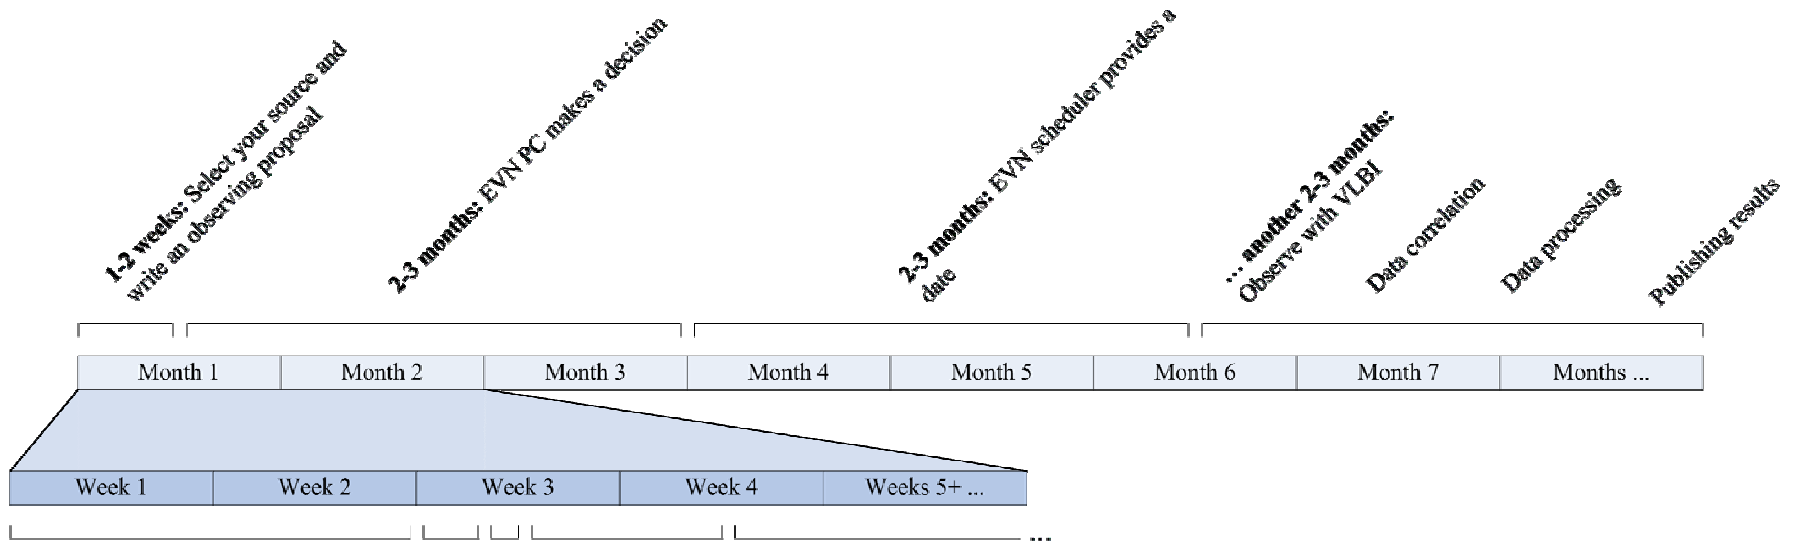 1-2 weeks: Select your source and
write an observing proposal
2-3 months: EVN PC makes a decision
2-3 months: EVN scheduler provides a
date
... another 2-3 months:
Observe with VLBI
Data correlation
Data processing
Publishing results
Month 1
Month 2
Month 3
Month 4
Month 5
Month 6
Month 7
Months ...
Week 1
Week 2
Week 3
Week 4
Weeks 5+ ...
...